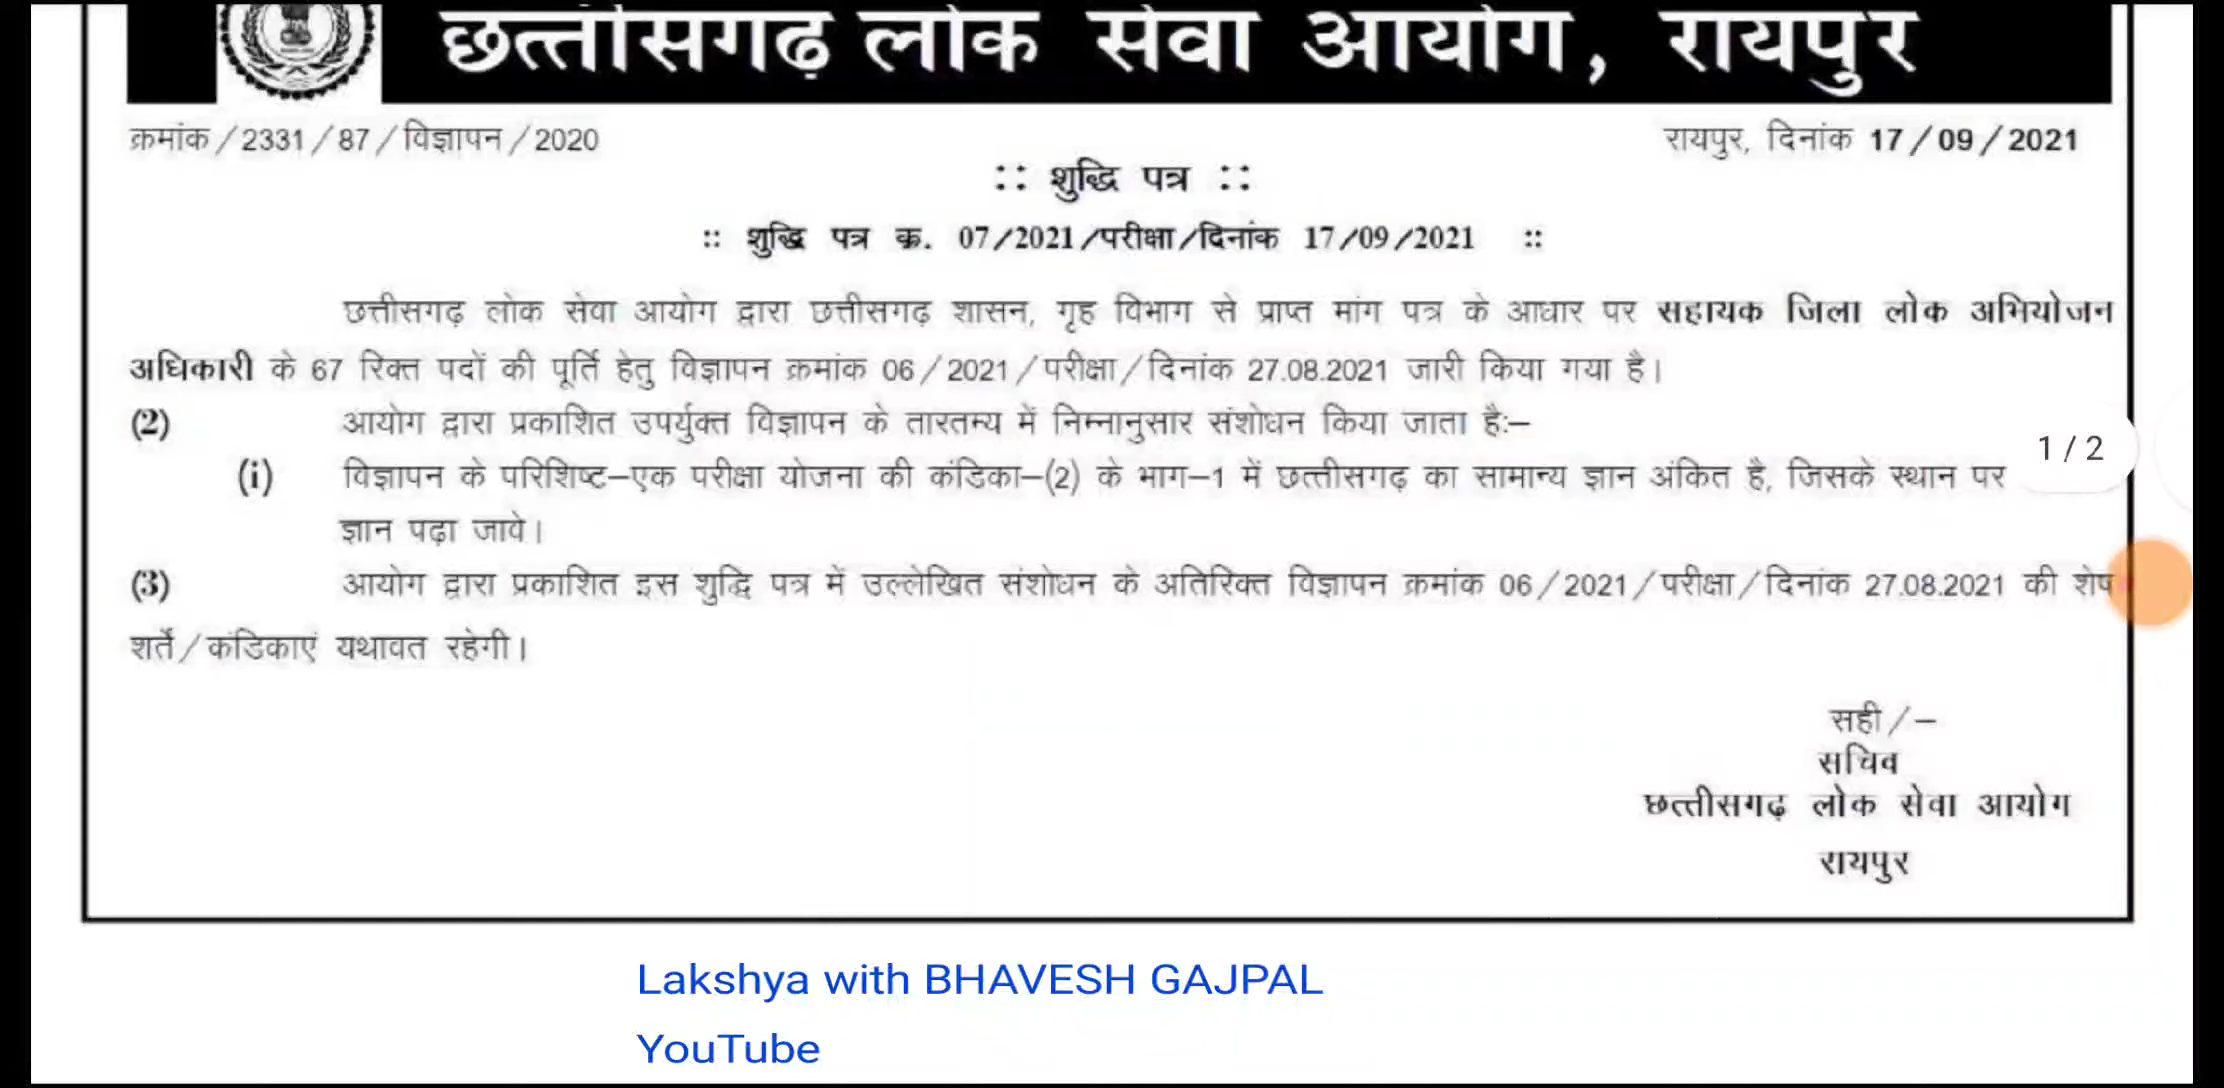 छत्तीसगढ़ लोक सेवा आयोग, रायपुर
क्रमांक/2331/87/विज्ञापन/2020 रायपुर, दिनांक 17/09/2021
:: शुद्धि पत्र ::
:: शुद्धि पत्र क्र. 07/2021/परीक्षा/दिनांक 17/09/2021 ::
छत्तीसगढ़ लोक सेवा आयोग द्वारा छत्तीसगढ़ शासन, गृह विभाग से प्राप्त मांग पत्र के आधार पर सहायक जिला लोक अभियोजन
अधिकारी के 67 रिक्त पदों की पूर्ति हेतु विज्ञापन क्रमांक 06/2021/परीक्षा/दिनांक 27.08.2021 जारी किया गया है।
(2) आयोग द्वारा प्रकाशित उपर्युक्त विज्ञापन के तारतम्य में निम्नानुसार संशोधन किया जाता है:–
1 / 2
(i) विज्ञापन के परिशिष्ट–एक परीक्षा योजना की कंडिका–(2) के भाग–1 में छत्तीसगढ़ का सामान्य ज्ञान अंकित है, जिसके स्थान पर
ज्ञान पढ़ा जावे।
(3) आयोग द्वारा प्रकाशित इस शुद्धि पत्र में उल्लेखित संशोधन के अतिरिक्त विज्ञापन क्रमांक 06/2021/परीक्षा/दिनांक 27.08.2021 की शेष
शर्तें/कंडिकाएं यथावत रहेगी।
सही/–
सचिव
छत्तीसगढ़ लोक सेवा आयोग
रायपुर
Lakshya with BHAVESH GAJPAL
YouTube